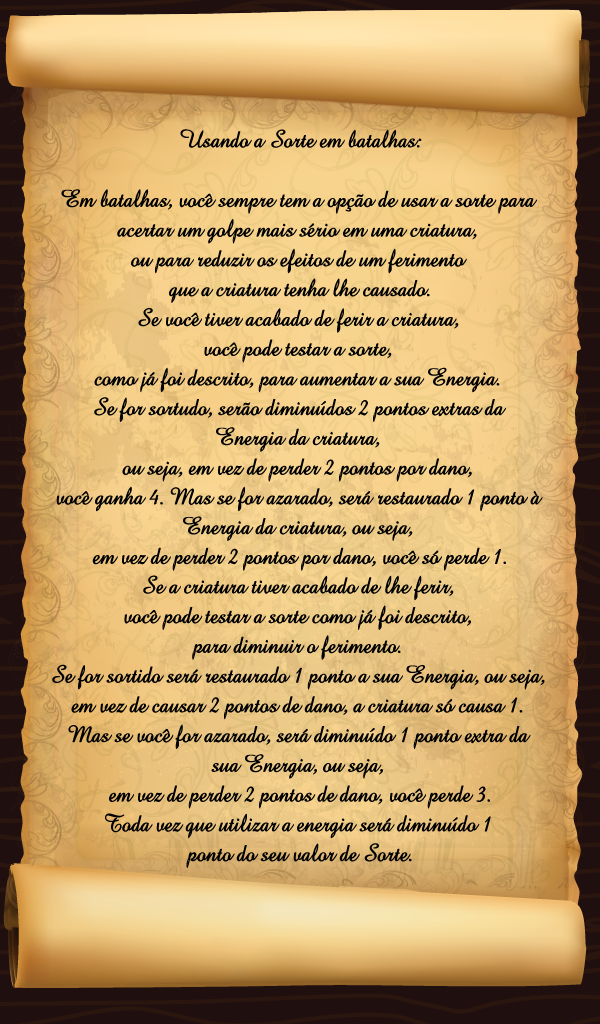 Usando a Sorte em batalhas:
Em batalhas, você sempre tem a opção de usar a sorte para
acertar um golpe mais sério em uma criatura,
ou para reduzir os efeitos de um ferimento
que a criatura tenha lhe causado.
Se você tiver acabado de ferir a criatura,
você pode testar a sorte,
como já foi descrito, para aumentar a sua Energia.
Se for sortudo, serão diminuídos 2 pontos extras da
Energia da criatura,
ou seja, em vez de perder 2 pontos por dano,
você ganha 4. Mas se for azarado, será restaurado 1 ponto à
Energia da criatura, ou seja,
em vez de perder 2 pontos por dano, você só perde 1.
Se a criatura tiver acabado de lhe ferir,
você pode testar a sorte como já foi descrito,
para diminuir o ferimento.
Se for sortido será restaurado 1 ponto a sua Energia, ou seja,
em vez de causar 2 pontos de dano, a criatura só causa 1.
Mas se você for azarado, será diminuído 1 ponto extra da
sua Energia, ou seja,
em vez de perder 2 pontos de dano, você perde 3.
Toda vez que utilizar a energia será diminuído 1
ponto do seu valor de Sorte.